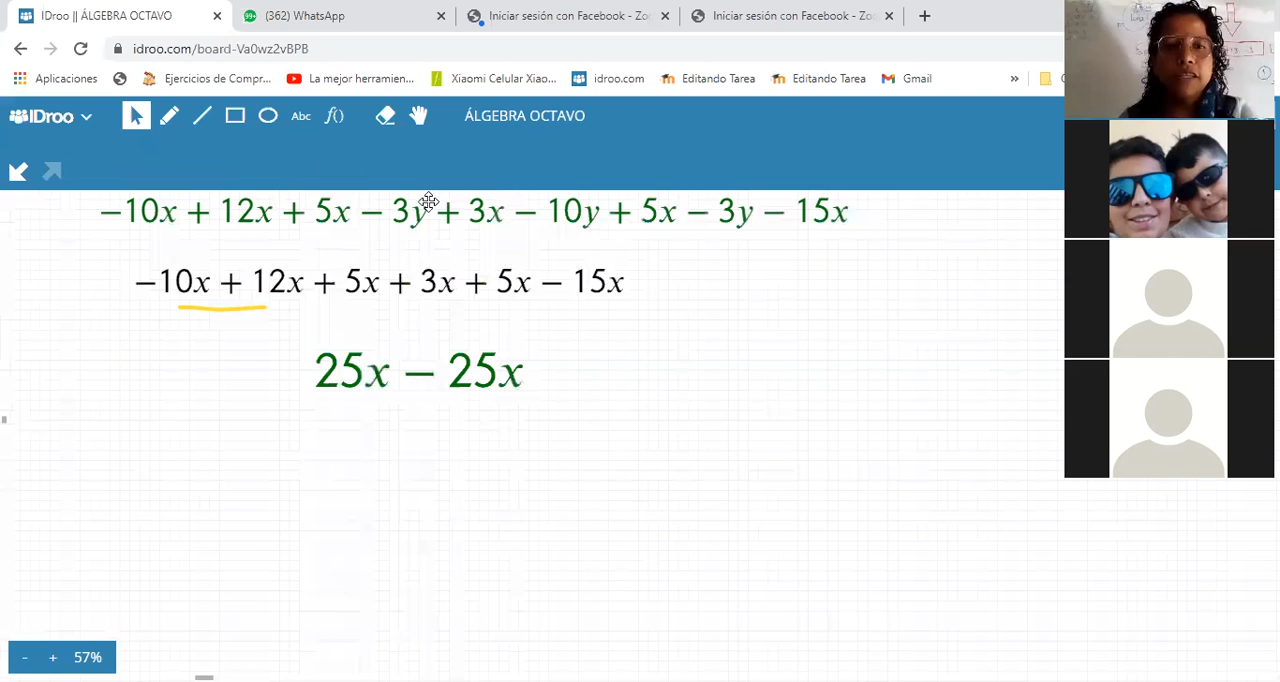 IDroo || ÁLGEBRA OCTAVO
(362) WhatsApp
Iniciar sesión con Facebook - Zo
Iniciar sesión con Facebook - Zo
idroo.com/board-Va0wz2vBPB
Aplicaciones
Ejercicios de Compr...
La mejor herramien...
Xiaomi Celular Xiao...
idroo.com
Editando Tarea
Editando Tarea
Gmail
»
IDroo
Abc
f()
ÁLGEBRA OCTAVO
−10x + 12x + 5x − 3y + 3x − 10y + 5x − 3y − 15x
−10x + 12x + 5x + 3x + 5x − 15x
25x − 25x
- + 57%